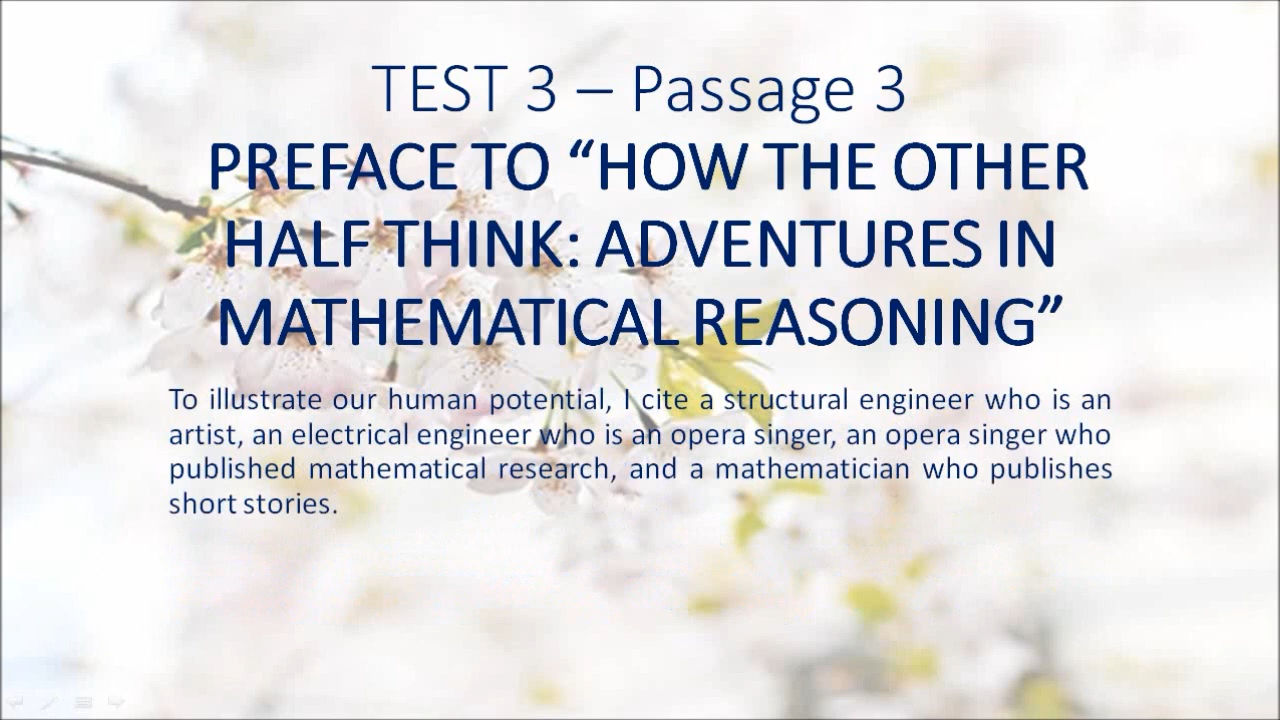 TEST 3 – Passage 3
PREFACE TO “HOW THE OTHER
HALF THINK: ADVENTURES IN
MATHEMATICAL REASONING”
To illustrate our human potential, I cite a structural engineer who is an
artist, an electrical engineer who is an opera singer, an opera singer who
published mathematical research, and a mathematician who publishes
short stories.